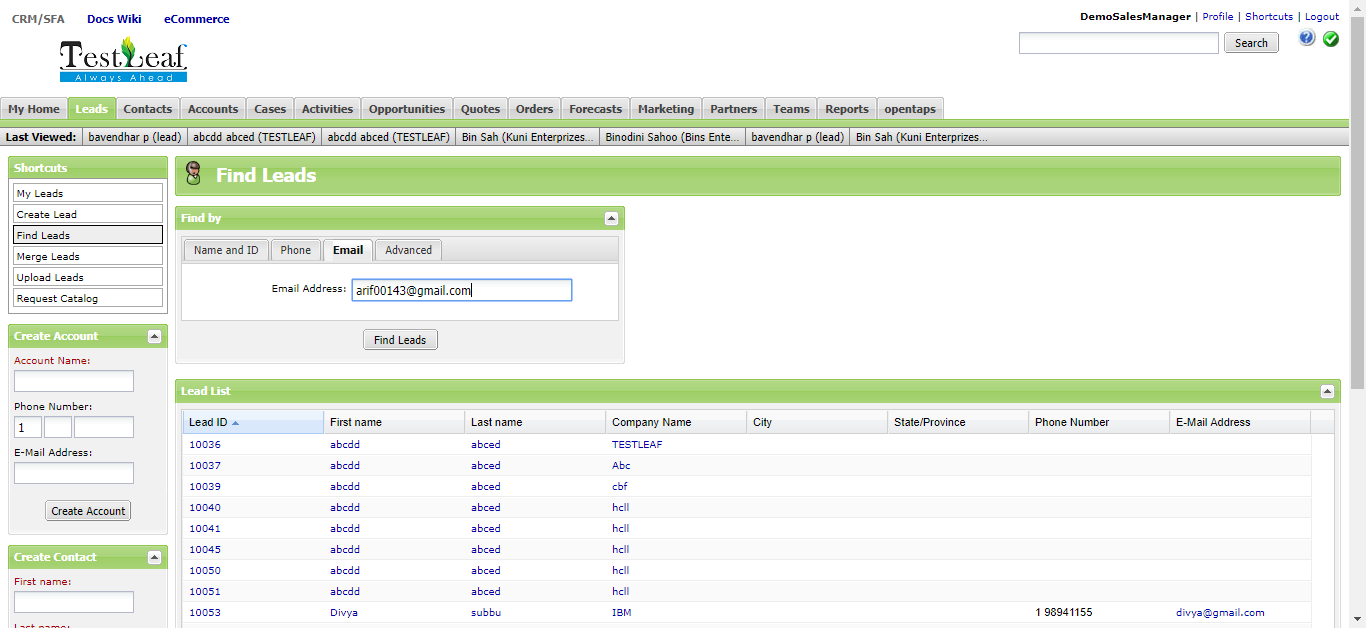 CRM/SFA Docs Wiki eCommerce
DemoSalesManager | Profile | Shortcuts | Logout
TestLeaf
Always Ahead
Search
?
My Home Leads Contacts Accounts Cases Activities Opportunities Quotes Orders Forecasts Marketing Partners Teams Reports opentaps
Last Viewed: bavendhar p (lead) abcdd abced (TESTLEAF) abcdd abced (TESTLEAF) Bin Sah (Kuni Enterprizes... Binodini Sahoo (Bins Ente... bavendhar p (lead) Bin Sah (Kuni Enterprizes...
Shortcuts
My Leads
Create Lead
Find Leads
Merge Leads
Upload Leads
Request Catalog
Create Account
Account Name:
Phone Number:
1
E-Mail Address:
Create Account
Create Contact
First name:
Last name:
Find Leads
Find by
Name and ID Phone Email Advanced
Email Address: arif00143@gmail.com
Find Leads
Lead List
Lead ID First name Last name Company Name City State/Province Phone Number E-Mail Address
10036 abcdd abced TESTLEAF
10037 abcdd abced Abc
10039 abcdd abced cbf
10040 abcdd abced hcll
10041 abcdd abced hcll
10045 abcdd abced hcll
10050 abcdd abced hcll
10051 abcdd abced hcll
10053 Divya subbu IBM 1 98941155 divya@gmail.com